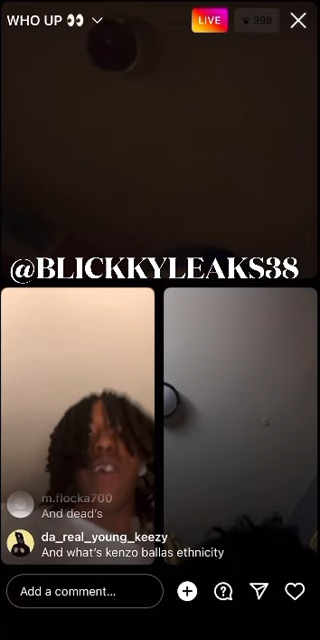 WHO UP 👀
LIVE
398
@BLICKKYLEAKS38
m.flocka700
And dead's
da_real_young_keezy
And what's kenzo ballas ethnicity
Add a comment...